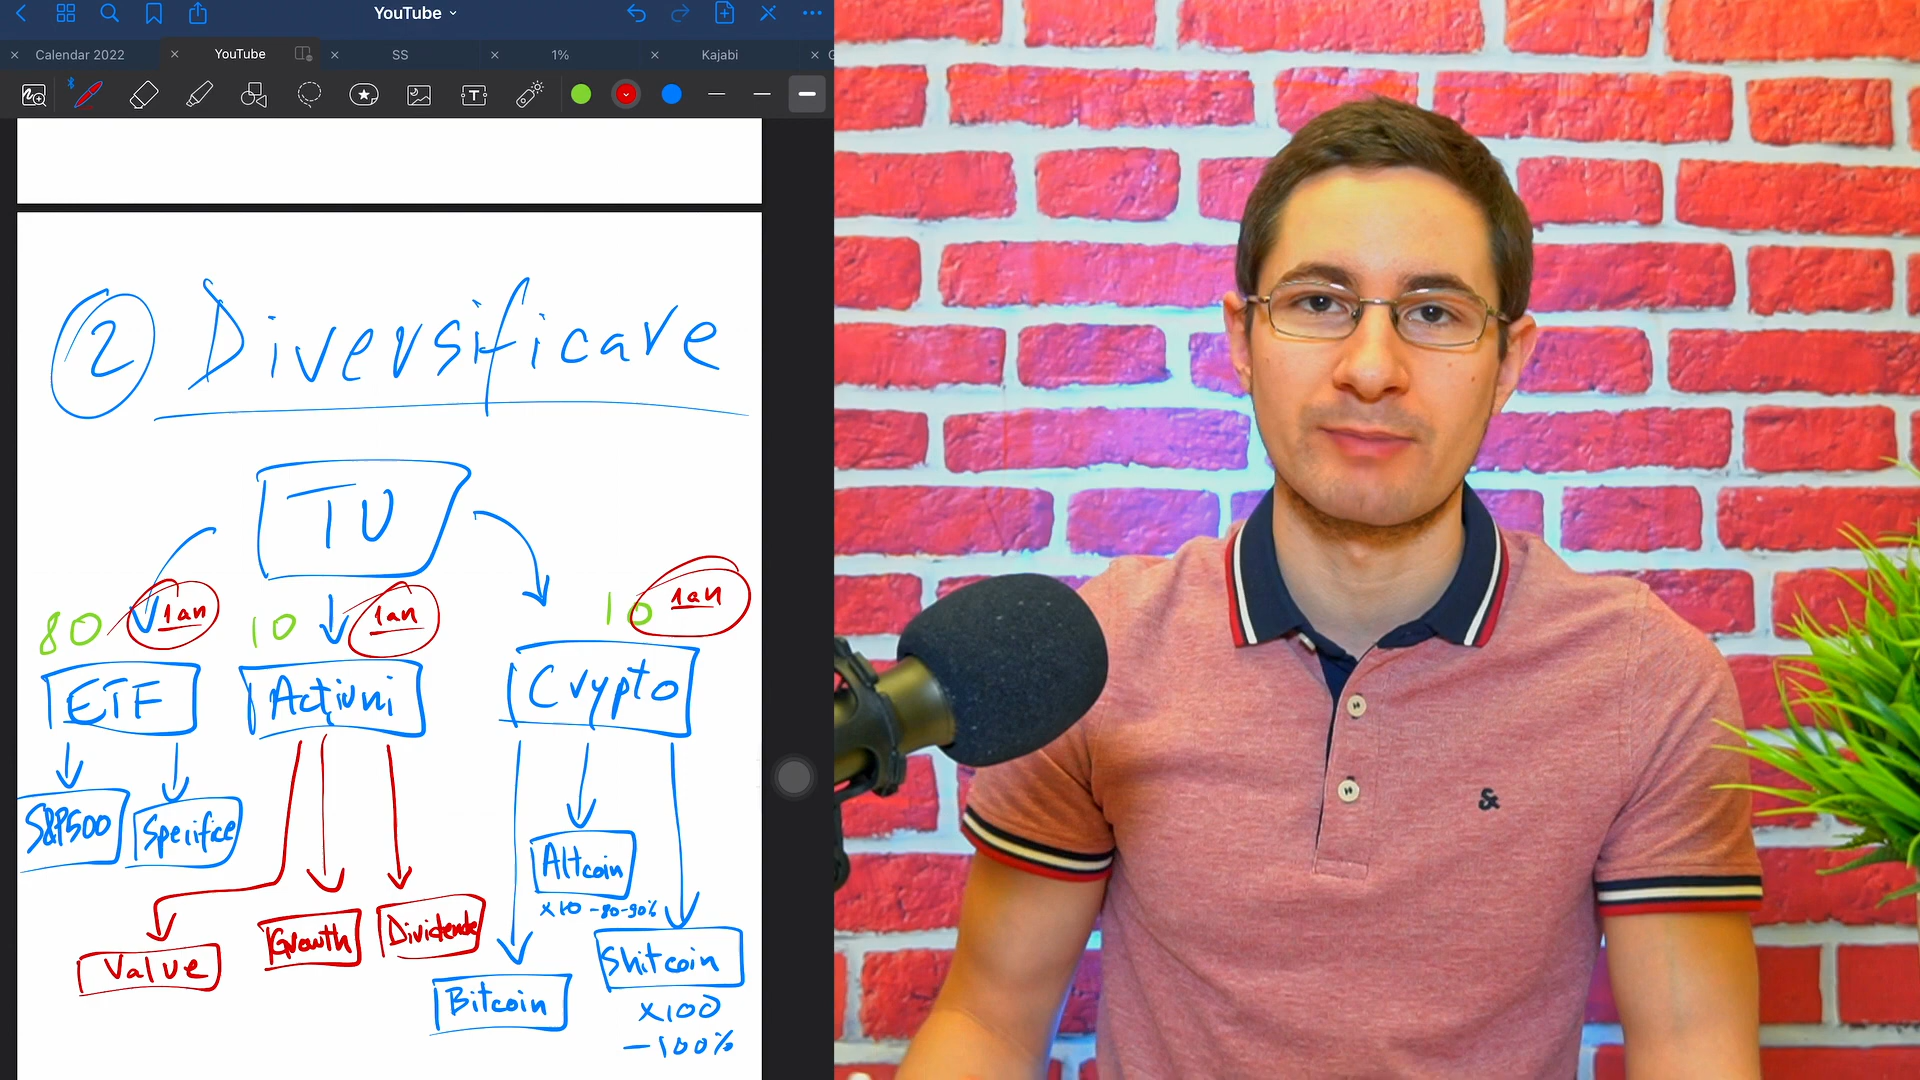 YouTube
Calendar 2022
YouTube
SS
1%
Kajabi
T
2 Diversificare
TU
80 1an
10 1an
10 1an
ETF
Acțiuni
Crypto
S&P500
Specifice
Altcoin
x10 -80-90%
Value
Growth
Dividende
Bitcoin
Shitcoin
x100
-100%
&